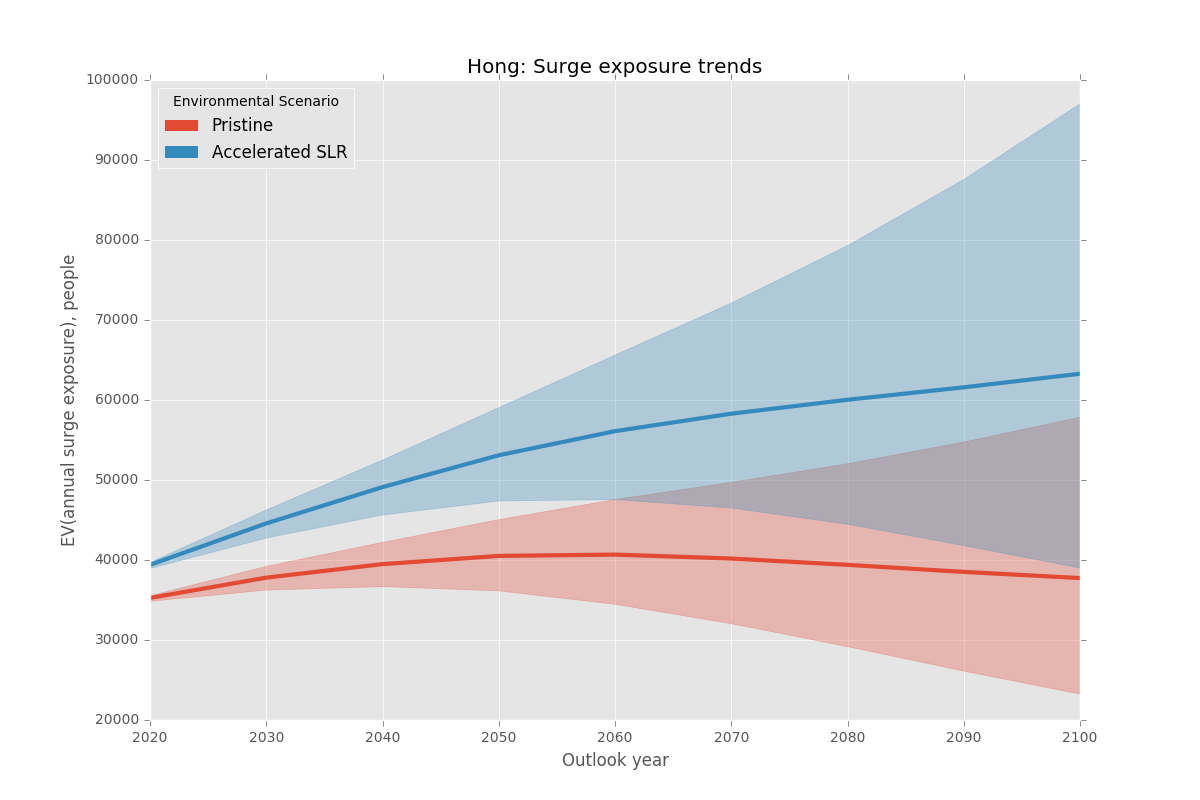 Hong: Surge exposure trends
100000
90000
80000
70000
60000
50000
40000
30000
20000
EV(annual surge exposure), people
Environmental Scenario
Pristine
Accelerated SLR
2020 2030 2040 2050 2060 2070 2080 2090 2100
Outlook year